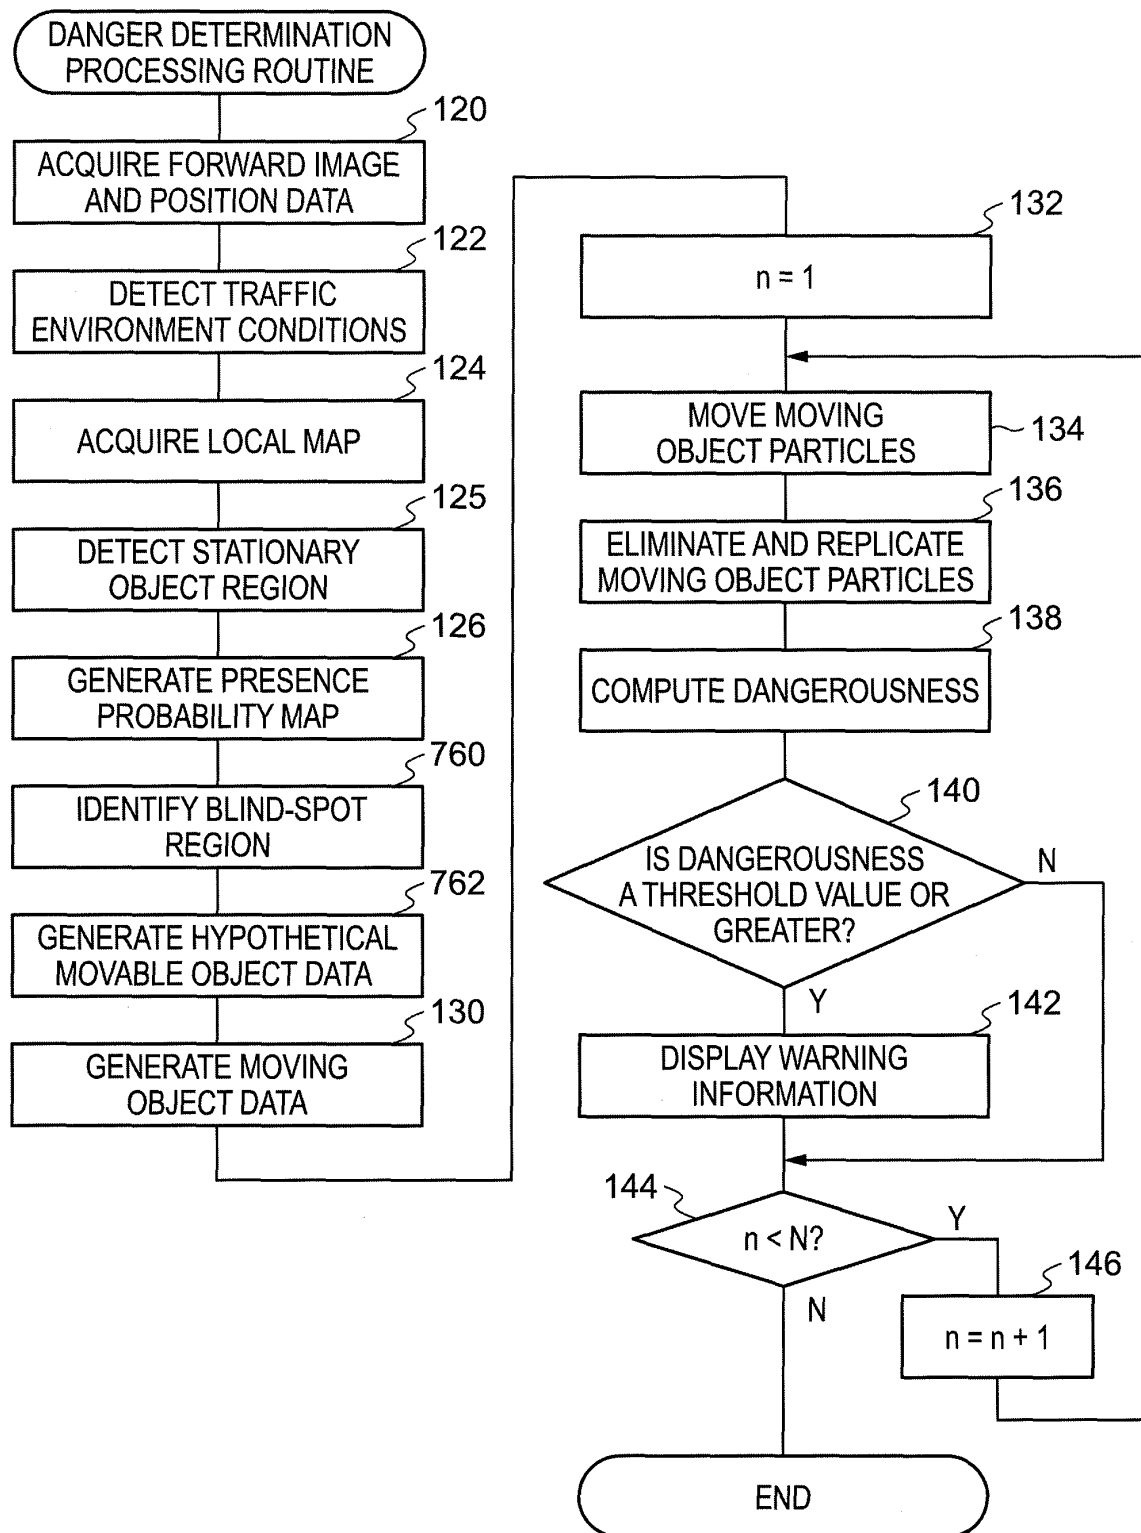 DANGER DETERMINATION
PROCESSING ROUTINE
120
ACQUIRE FORWARD IMAGE
AND POSITION DATA
122
DETECT TRAFFIC
ENVIRONMENT CONDITIONS
124
ACQUIRE LOCAL MAP
125
DETECT STATIONARY
OBJECT REGION
126
GENERATE PRESENCE
PROBABILITY MAP
760
IDENTIFY BLIND-SPOT
REGION
762
GENERATE HYPOTHETICAL
MOVABLE OBJECT DATA
130
GENERATE MOVING
OBJECT DATA
132
n = 1
MOVE MOVING
OBJECT PARTICLES
134
136
ELIMINATE AND REPLICATE
MOVING OBJECT PARTICLES
138
COMPUTE DANGEROUSNESS
140
IS DANGEROUSNESS
A THRESHOLD VALUE OR
GREATER?
N
Y
142
DISPLAY WARNING
INFORMATION
144
n < N?
Y
N
146
n = n + 1
END